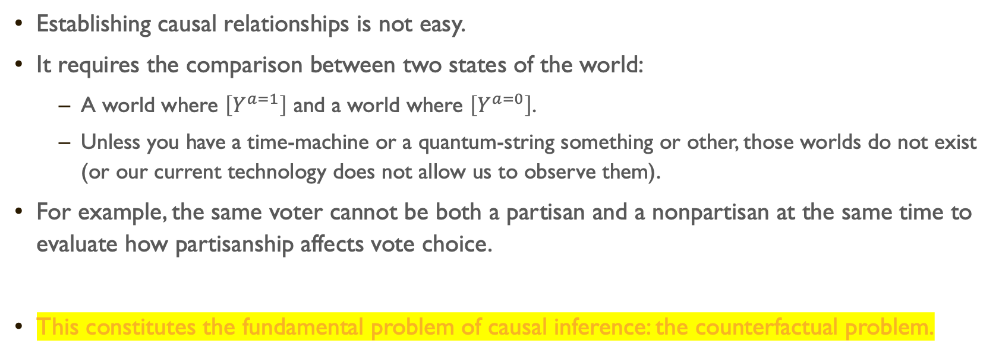 • Establishing causal relationships is not easy.
• It requires the comparison between two states of the world:
– A world where [𝑌ᵃ⁼¹] and a world where [𝑌ᵃ⁼⁰].
– Unless you have a time-machine or a quantum-string something or other, those worlds do not exist
(or our current technology does not allow us to observe them).
• For example, the same voter cannot be both a partisan and a nonpartisan at the same time to
evaluate how partisanship affects vote choice.
• This constitutes the fundamental problem of causal inference: the counterfactual problem.